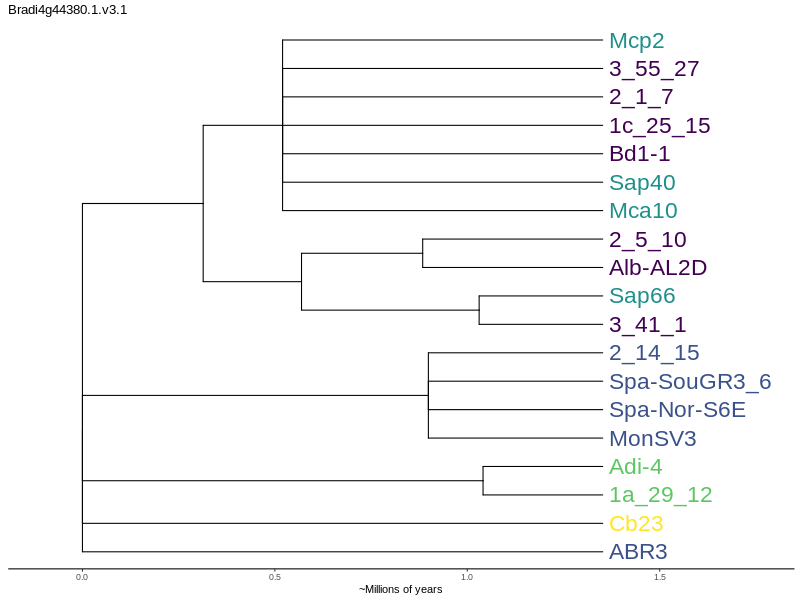 Bradi4g44380.1.v3.1
Mcp2
3_55_27
2_1_7
1c_25_15
Bd1-1
Sap40
Mca10
2_5_10
Alb-AL2D
Sap66
3_41_1
2_14_15
Spa-SouGR3_6
Spa-Nor-S6E
MonSV3
Adi-4
1a_29_12
Cb23
ABR3
0.0 0.5 1.0 1.5
~Millions of years